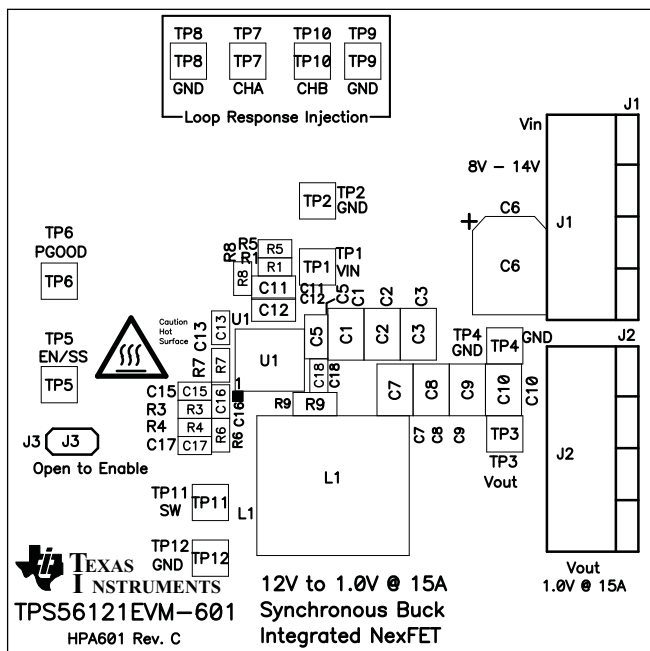 TP8 TP7 TP10 TP9
TP8 TP7 TP10 TP9
GND CHA CHB GND
Loop Response Injection
J1
Vin
8V - 14V
C6
+
C6
J1
TP2
TP2
GND
TP6
PGOOD
TP6
R8
R5
R5
R1
R1
R8
TP1
TP1
VIN
C11
C11
C12
C12
C5
C1
C2
C3
TP5
EN/SS
TP5
Caution
Hot
Surface
C13
C13
U1
U1
C5
C1
C2
C3
TP4
GND
TP4
GND
J2
R7
R7
C18
C18
C15
C15
C16
1
C16
R3
R3
R4
R4
C17
C17
R6
R6
R9
R9
C7
C8
C9
C10
C10
J3
J3
Open to Enable
C7
C8
C9
TP3
TP3
Vout
J2
L1
L1
TP11
SW
TP11
TP12
GND
TP12
Vout
1.0V @ 15A
TEXAS
INSTRUMENTS
TPS56121EVM-601
HPA601 Rev. C
12V to 1.0V @ 15A
Synchronous Buck
Integrated NexFET